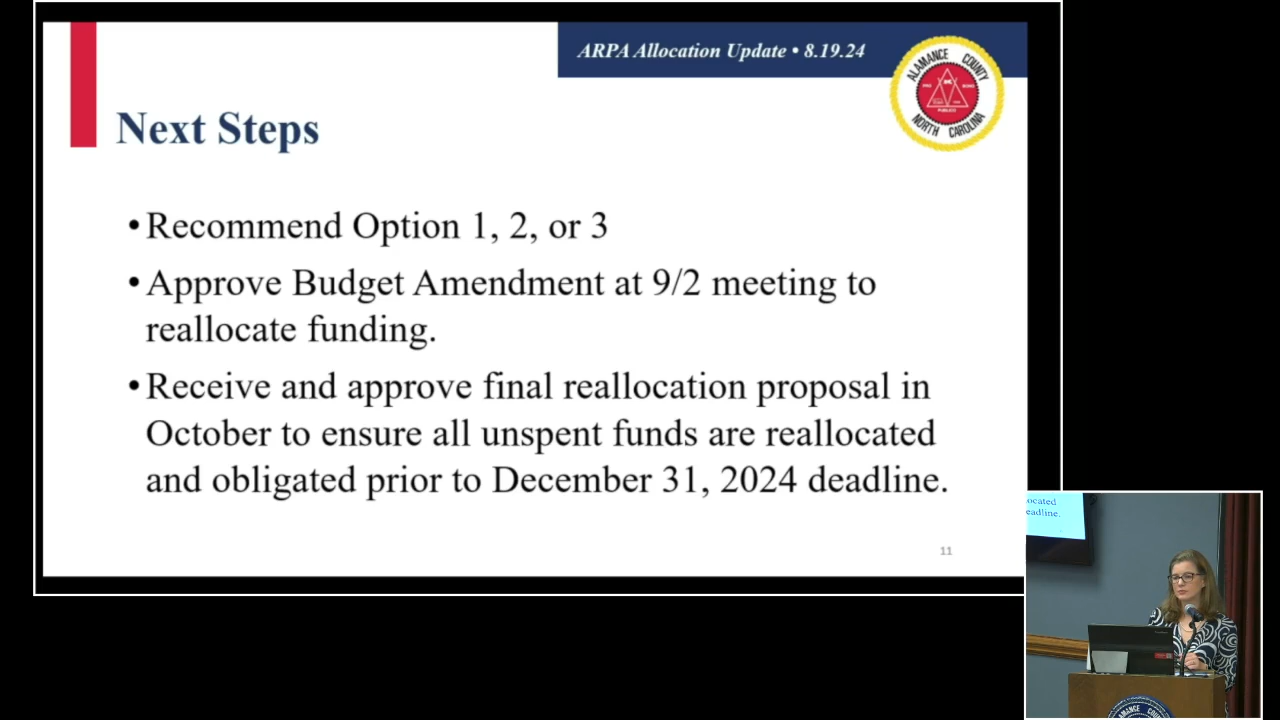 ARPA Allocation Update • 8.19.24
ALAMANCE COUNTY
NORTH CAROLINA
Next Steps
• Recommend Option 1, 2, or 3
• Approve Budget Amendment at 9/2 meeting to
reallocate funding.
• Receive and approve final reallocation proposal in
October to ensure all unspent funds are reallocated
and obligated prior to December 31, 2024 deadline.
11
ocated
eadline.